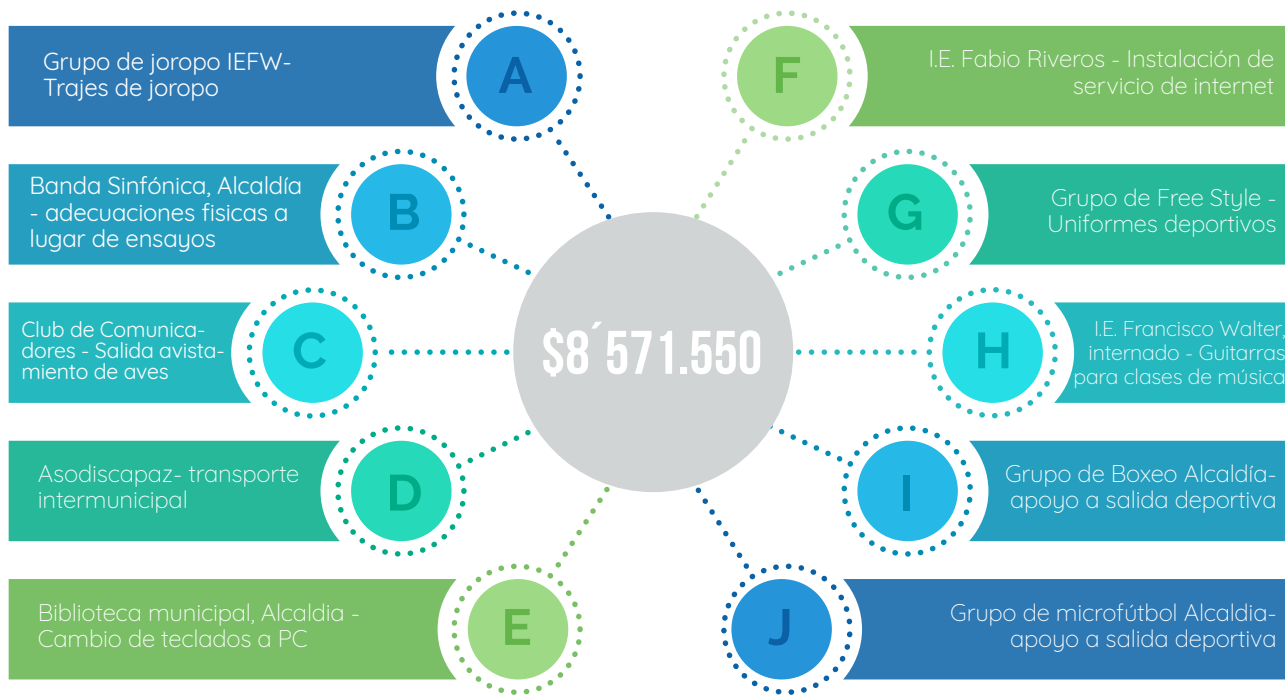 Grupo de joropo IEFW-
Trajes de joropo
A
Banda Sinfónica, Alcaldía
- adecuaciones fisicas a
lugar de ensayos
B
Club de Comunica-
dores - Salida avista-
miento de aves
C
Asodiscapaz- transporte
intermunicipal
D
Biblioteca municipal, Alcaldia -
Cambio de teclados a PC
E
$8´571.550
F
I.E. Fabio Riveros - Instalación de
servicio de internet
G
Grupo de Free Style -
Uniformes deportivos
H
I.E. Francisco Walter,
internado - Guitarras
para clases de música
I
Grupo de Boxeo Alcaldía-
apoyo a salida deportiva
J
Grupo de microfútbol Alcaldia-
apoyo a salida deportiva